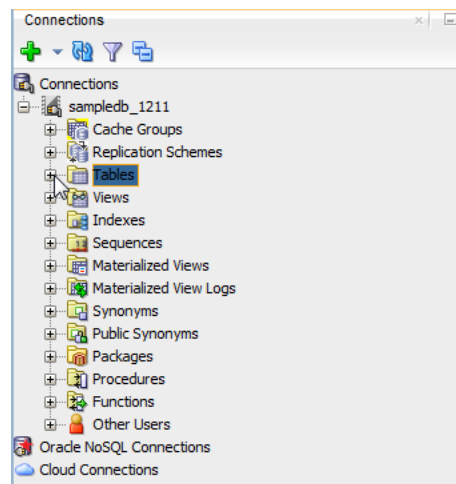 Connections
Connections
sampledb_1211
Cache Groups
Replication Schemes
Tables
Views
Indexes
Sequences
Materialized Views
Materialized View Logs
Synonyms
Public Synonyms
Packages
Procedures
Functions
Other Users
Oracle NoSQL Connections
Cloud Connections